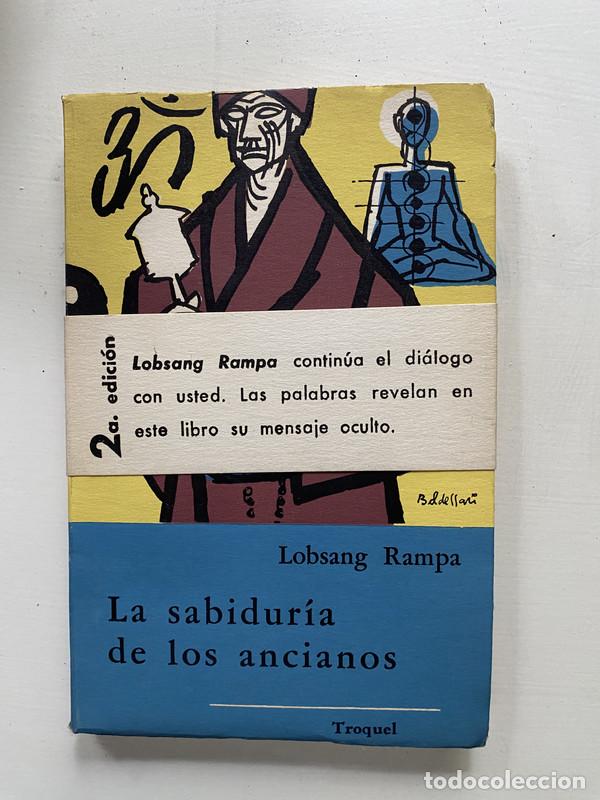 ॐ
2a. edición
Lobsang Rampa continúa el diálogo
con usted. Las palabras revelan en
este libro su mensaje oculto.
Baldessari
Lobsang Rampa
La sabiduría
de los ancianos
Troquel
todocoleccion